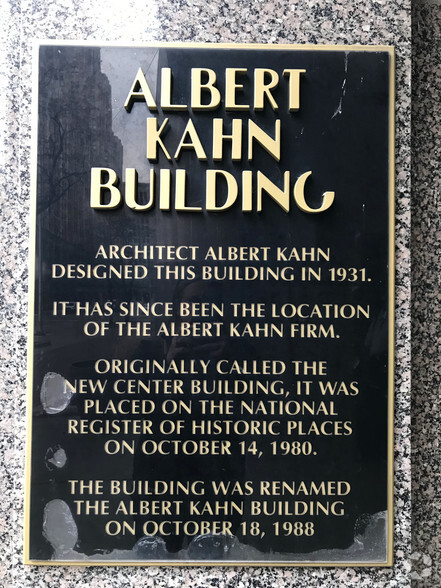 ALBERT
KAHN
BUILDING
ARCHITECT ALBERT KAHN
DESIGNED THIS BUILDING IN 1931.
IT HAS SINCE BEEN THE LOCATION
OF THE ALBERT KAHN FIRM.
ORIGINALLY CALLED THE
NEW CENTER BUILDING, IT WAS
PLACED ON THE NATIONAL
REGISTER OF HISTORIC PLACES
ON OCTOBER 14, 1980.
THE BUILDING WAS RENAMED
THE ALBERT KAHN BUILDING
ON OCTOBER 18, 1988